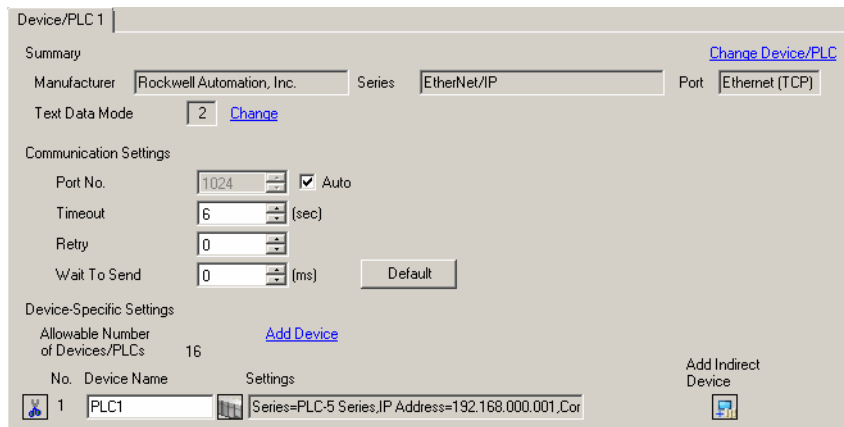 Device/PLC 1
Summary
Change Device/PLC
Manufacturer Rockwell Automation, Inc. Series EtherNet/IP Port Ethernet (TCP)
Text Data Mode 2 Change
Communication Settings
Port No. 1024 Auto
Timeout 6 (sec)
Retry 0
Wait To Send 0 (ms) Default
Device-Specific Settings
Allowable Number
of Devices/PLCs 16
Add Device
Add Indirect
Device
No. Device Name Settings
1 PLC1 Series=PLC-5 Series,IP Address=192.168.000.001,Cor